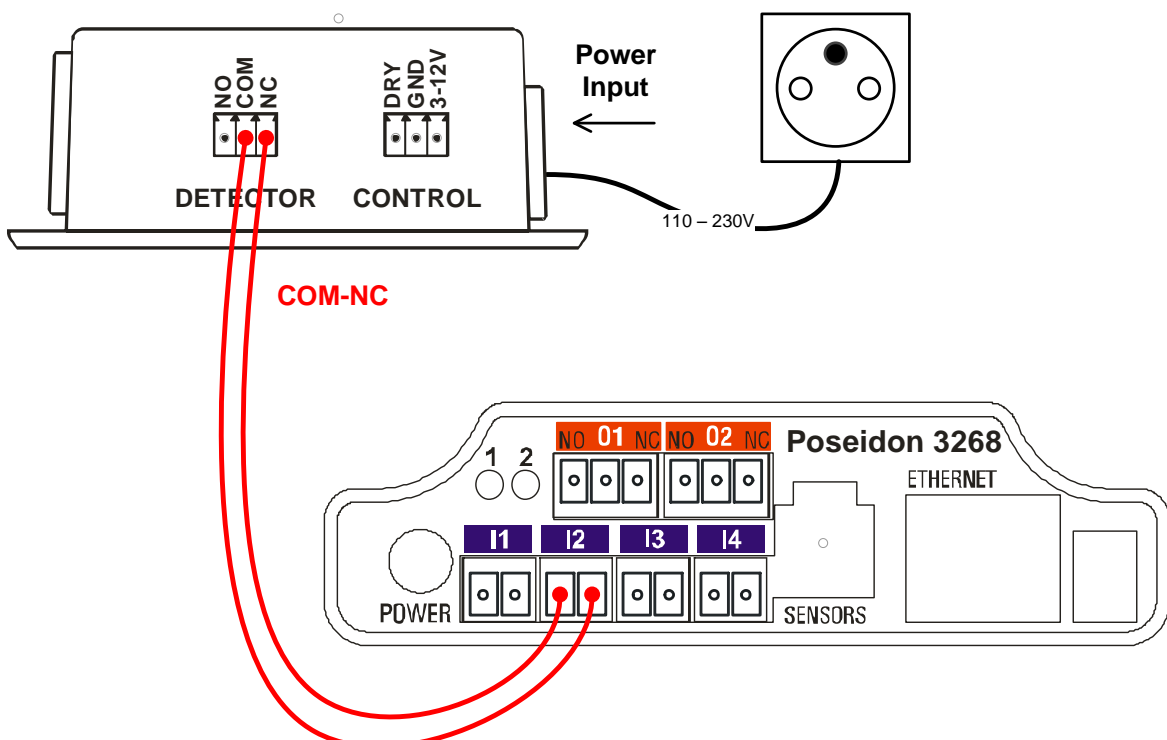 Power
Input
NO
COM
NC
DRY
GND
3-12V
DETECTOR
CONTROL
110 – 230V
COM-NC
NO 01 NC
NO 02 NC
Poseidon 3268
1 2
ETHERNET
I1
I2
I3
I4
POWER
SENSORS